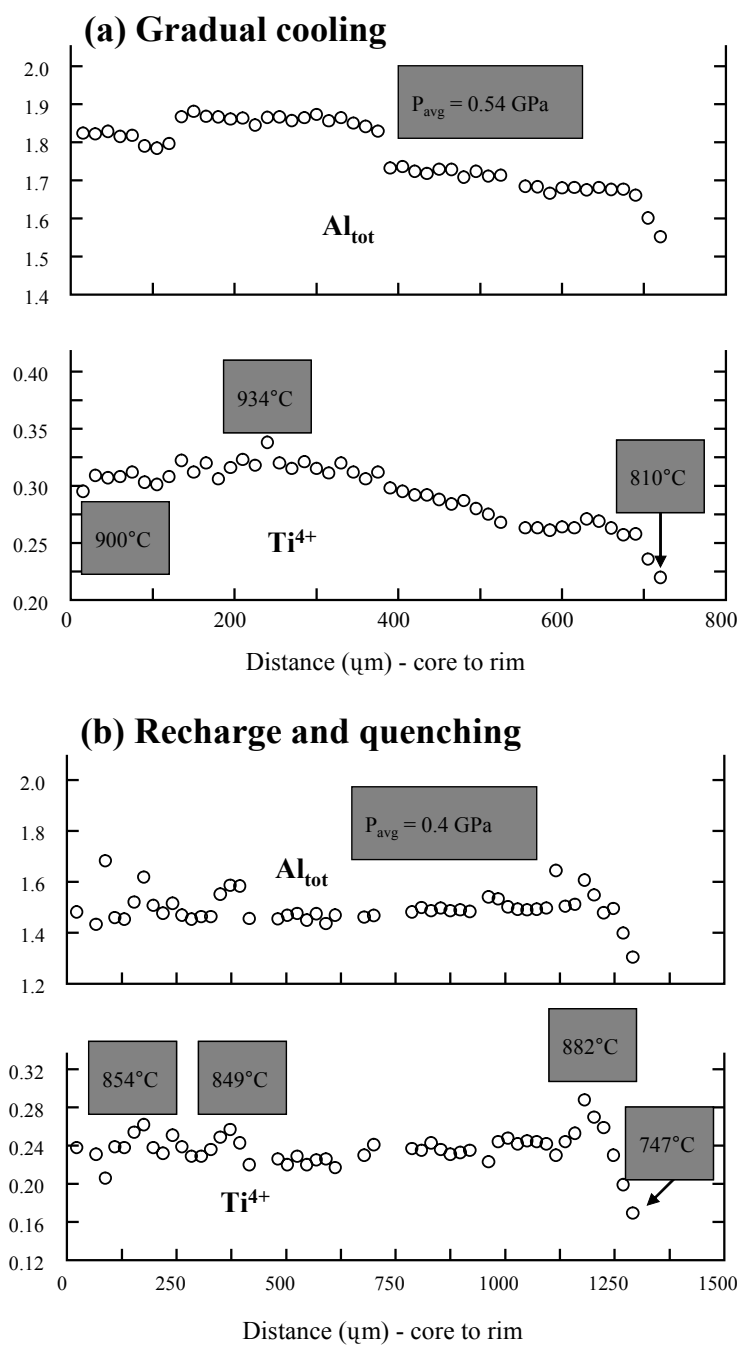 (a) Gradual cooling
2.0
1.9
1.8
1.7
1.6
1.5
1.4
Pavg = 0.54 GPa
Altot
0.40
0.35
0.30
0.25
0.20
934°C
900°C
810°C
Ti4+
0
200
400
600
800
Distance (ųm) - core to rim
(b) Recharge and quenching
2.0
1.8
1.6
1.4
1.2
Pavg = 0.4 GPa
Altot
0.32
0.28
0.24
0.20
0.16
0.12
854°C
849°C
882°C
747°C
Ti4+
0
250
500
750
1000
1250
1500
Distance (ųm) - core to rim